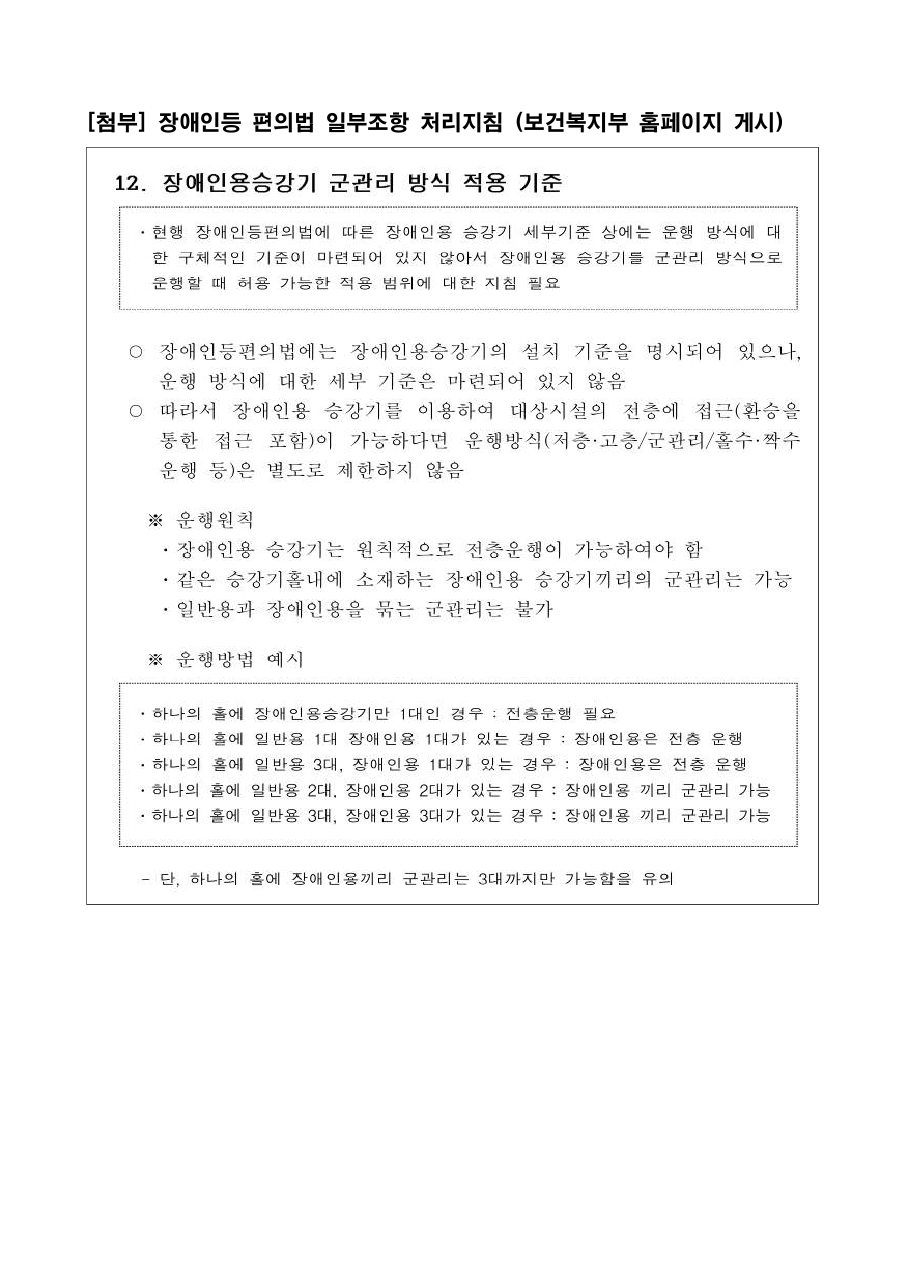 [첨부] 장애인등 편의법 일부조항 처리지침 (보건복지부 홈페이지 게시)
12. 장애인용승강기 군관리 방식 적용 기준
· 현행 장애인등편의법에 따른 장애인용 승강기 세부기준 상에는 운행 방식에 대
한 구체적인 기준이 마련되어 있지 않아서 장애인용 승강기를 군관리 방식으로
운행할 때 허용 가능한 적용 범위에 대한 지침 필요
○ 장애인등편의법에는 장애인용승강기의 설치 기준을 명시되어 있으나,
운행 방식에 대한 세부 기준은 마련되어 있지 않음
○ 따라서 장애인용 승강기를 이용하여 대상시설의 전층에 접근(환승을
통한 접근 포함)이 가능하다면 운행방식(저층·고층/군관리/홀수·짝수
운행 등)은 별도로 제한하지 않음
※ 운행원칙
· 장애인용 승강기는 원칙적으로 전층운행이 가능하여야 함
· 같은 승강기홀내에 소재하는 장애인용 승강기끼리의 군관리는 가능
· 일반용과 장애인용을 묶는 군관리는 불가
※ 운행방법 예시
· 하나의 홀에 장애인용승강기만 1대인 경우 : 전층운행 필요
· 하나의 홀에 일반용 1대 장애인용 1대가 있는 경우 : 장애인용은 전층 운행
· 하나의 홀에 일반용 3대, 장애인용 1대가 있는 경우 : 장애인용은 전층 운행
· 하나의 홀에 일반용 2대, 장애인용 2대가 있는 경우 : 장애인용 끼리 군관리 가능
· 하나의 홀에 일반용 3대, 장애인용 3대가 있는 경우 : 장애인용 끼리 군관리 가능
- 단, 하나의 홀에 장애인용끼리 군관리는 3대까지만 가능함을 유의